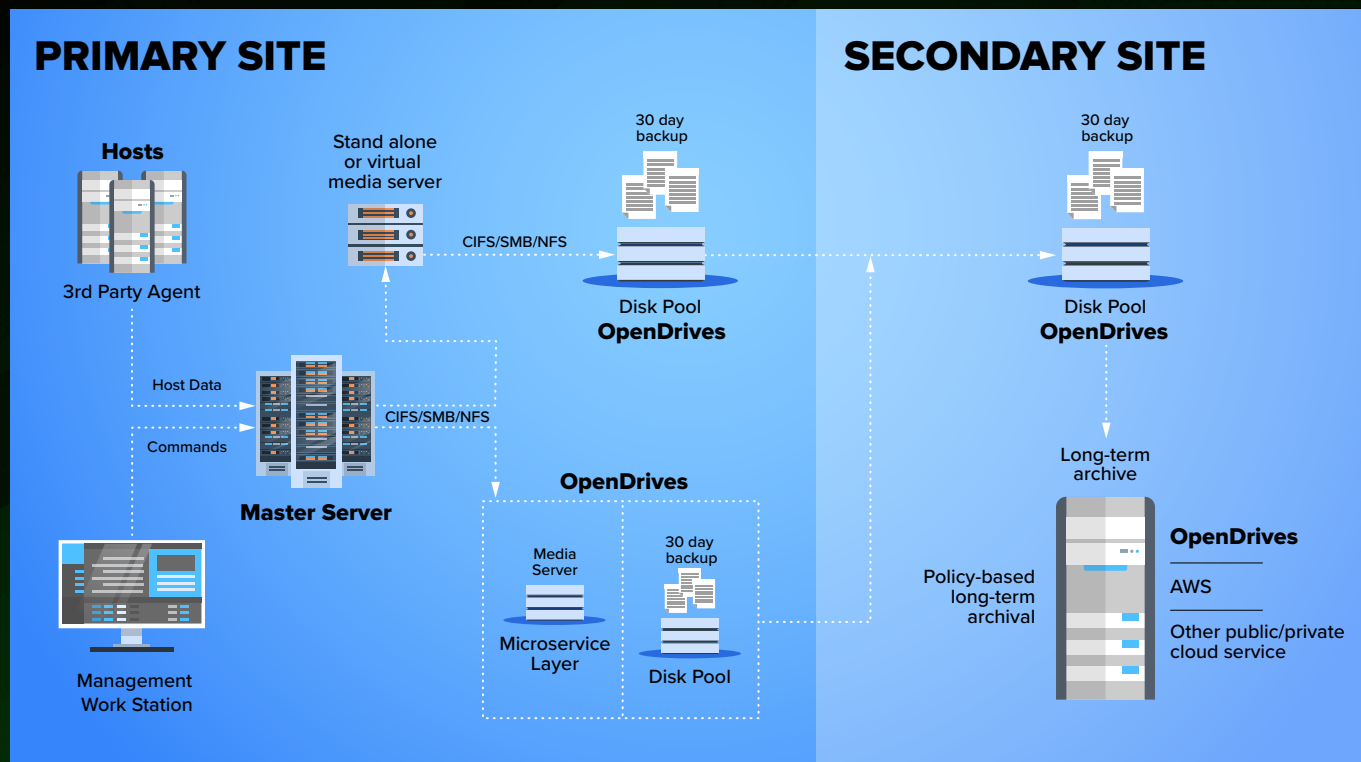 PRIMARY SITE
SECONDARY SITE
Hosts
3rd Party Agent
Stand alone
or virtual
media server
CIFS/SMB/NFS
30 day
backup
Disk Pool
OpenDrives
30 day
backup
Disk Pool
OpenDrives
Host Data
Commands
CIFS/SMB/NFS
Master Server
Management
Work Station
OpenDrives
Media
Server
Microservice
Layer
30 day
backup
Disk Pool
Long-term
archive
Policy-based
long-term
archival
OpenDrives
AWS
Other public/private
cloud service